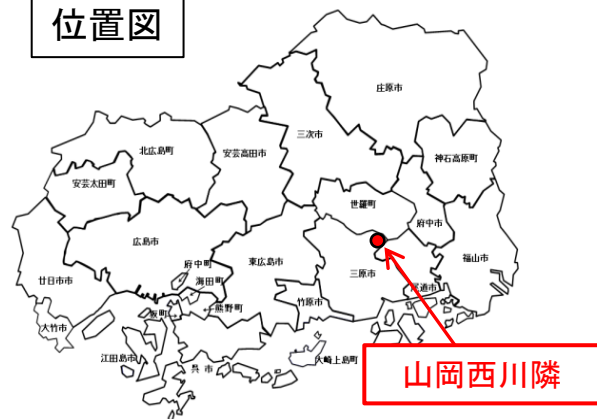 位置図
庄原市
三次市
北広島町
安芸高田市
神石高原町
安芸太田町
世羅町
府中市
広島市
東広島市
福山市
府中町
海田町
三原市
廿日市市
尾道市
竹原市
坂町
熊野町
大竹市
江田島市
呉市
大崎上島町
山岡西川隣